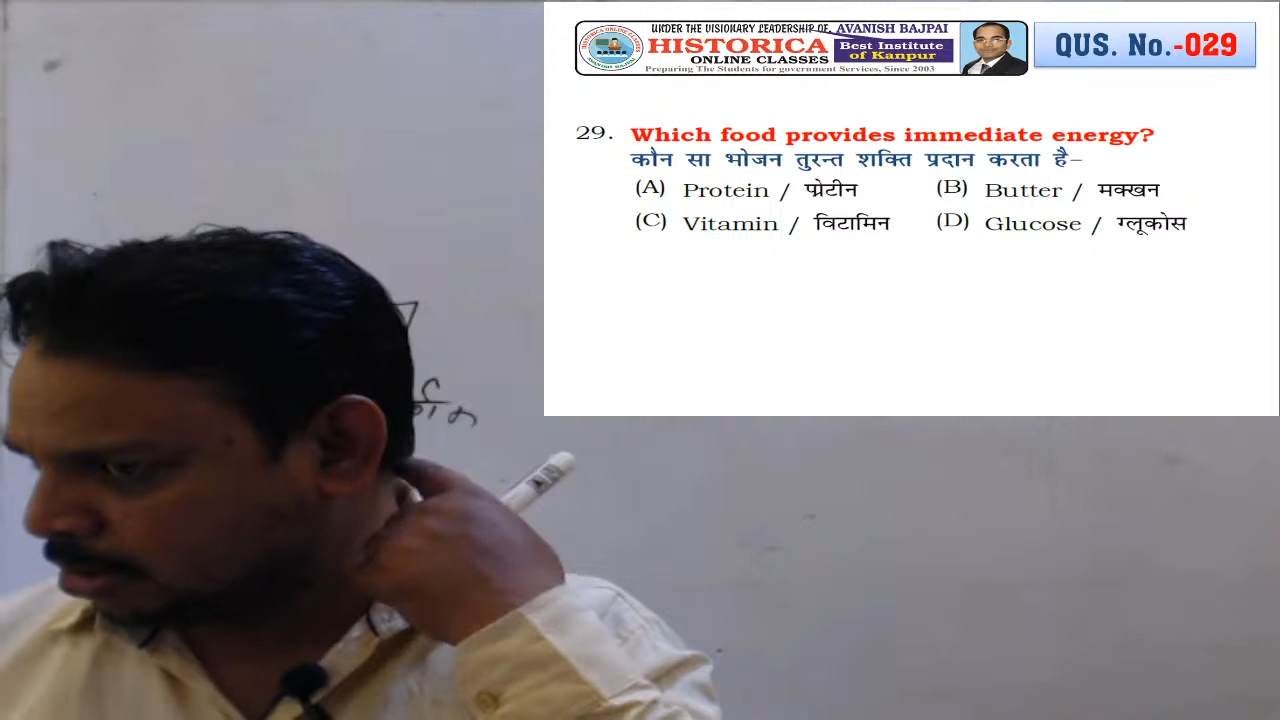 UNDER THE VISIONARY LEADERSHIP OF, AVANISH BAJPAI
HISTORICA
ONLINE CLASSES
Best Institute
of Kanpur
Preparing The Students for government Services, Since 2003
QUS. No.-029
29. Which food provides immediate energy?
कौन सा भोजन तुरन्त शक्ति प्रदान करता है–
(A) Protein / प्रोटीन (B) Butter / मक्खन
(C) Vitamin / विटामिन (D) Glucose / ग्लूकोस